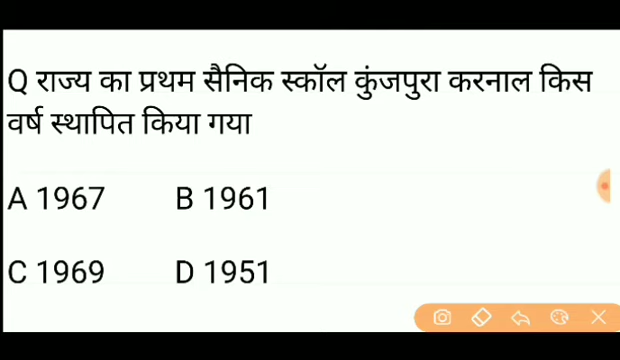 Q राज्य का प्रथम सैनिक स्कॉल कुंजपुरा करनाल किस
वर्ष स्थापित किया गया
A 1967 B 1961
C 1969 D 1951